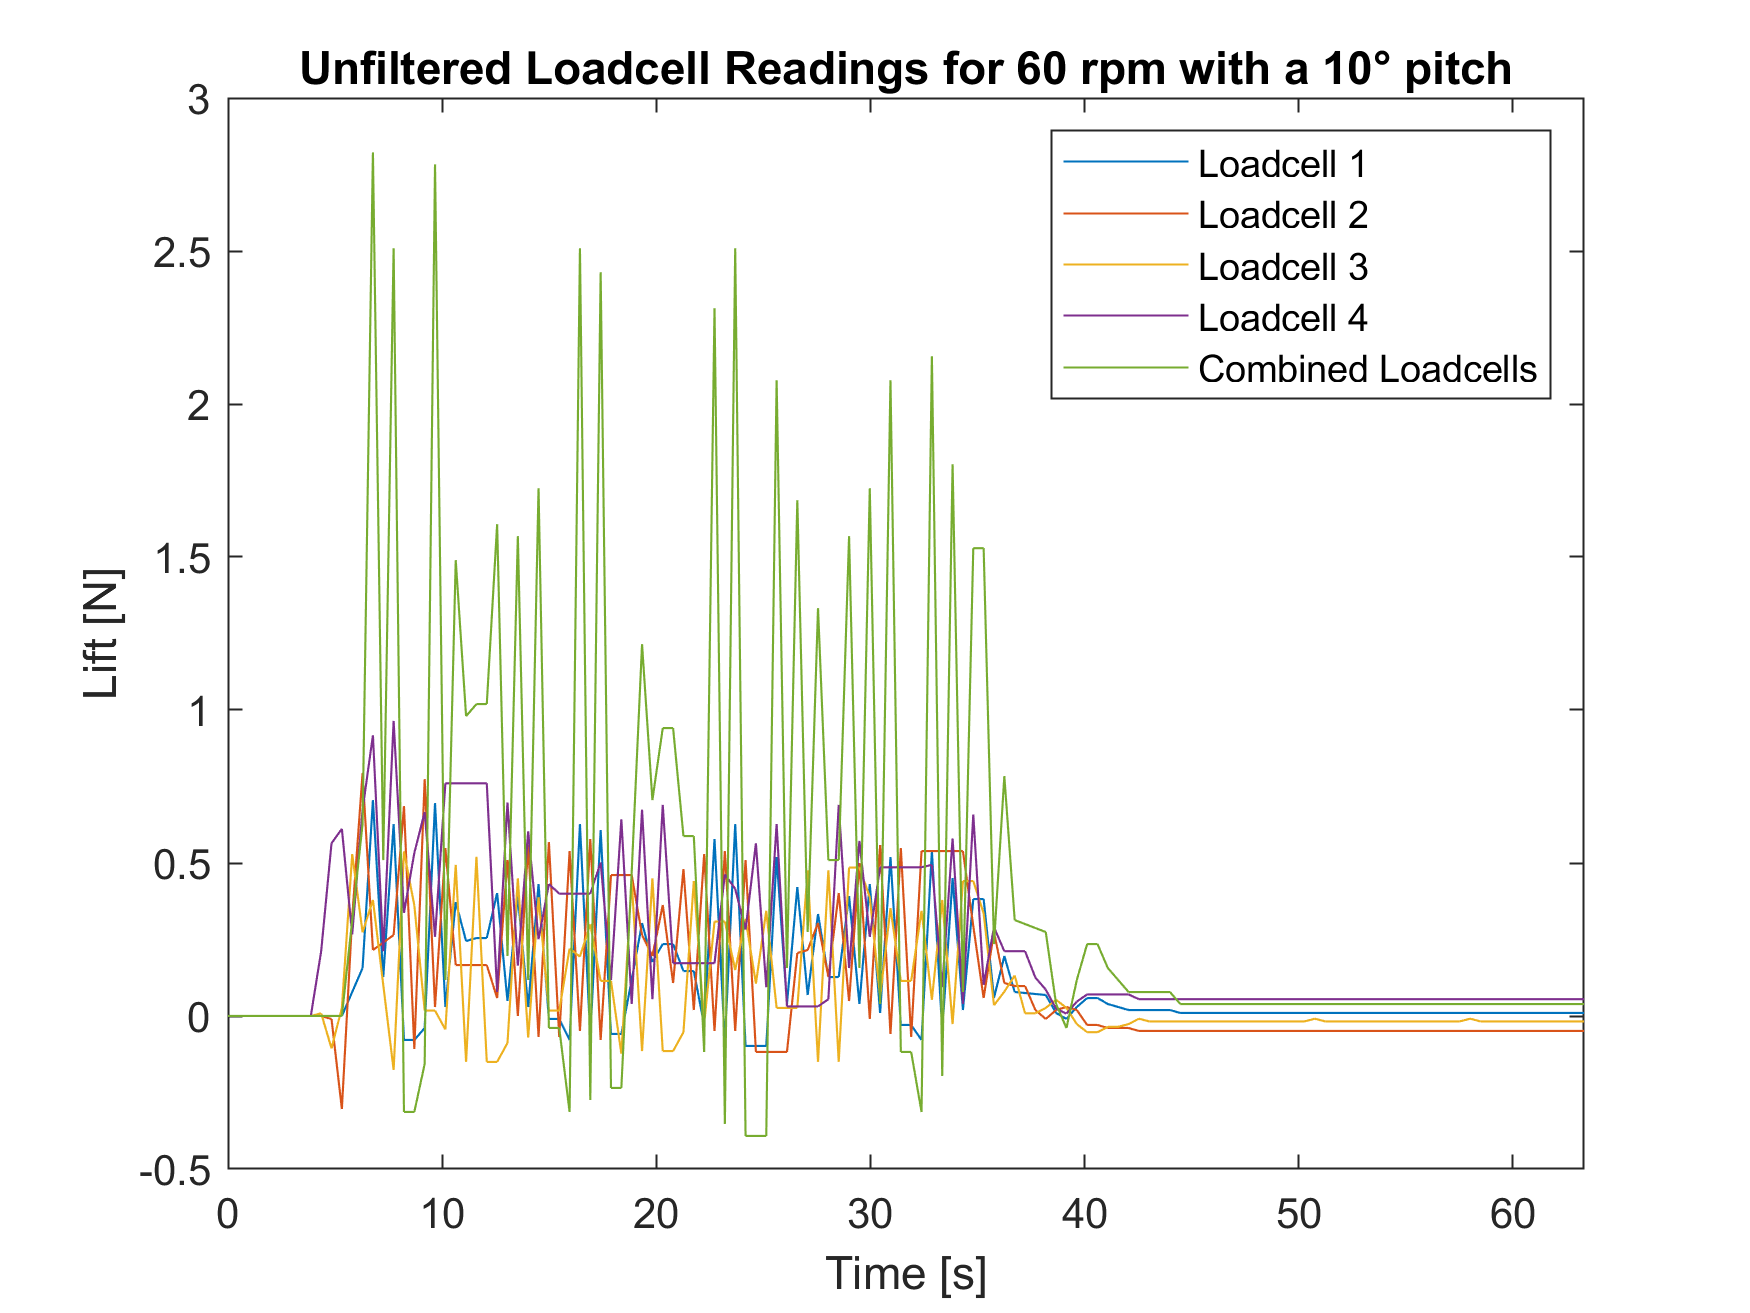 Unfiltered Loadcell Readings for 60 rpm with a 10° pitch
3
2.5
2
1.5
1
0.5
0
-0.5
Lift [N]
Loadcell 1
Loadcell 2
Loadcell 3
Loadcell 4
Combined Loadcells
0 10 20 30 40 50 60
Time [s]